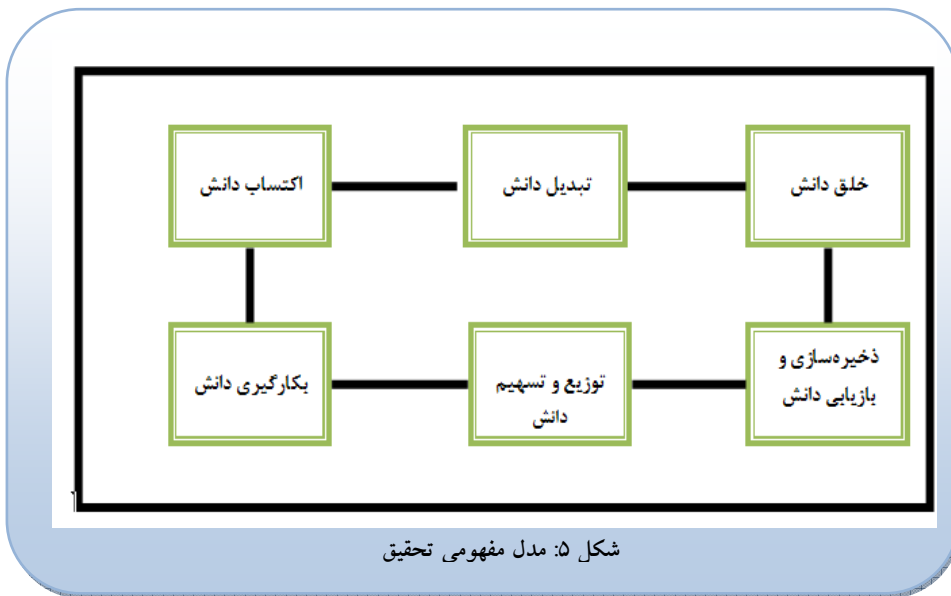 خلق دانش
تبدیل دانش
اکتساب دانش
ذخیره‌سازی و
بازیابی دانش
توزیع و تسهیم
دانش
بکارگیری دانش
شکل ۵: مدل مفهومی تحقیق